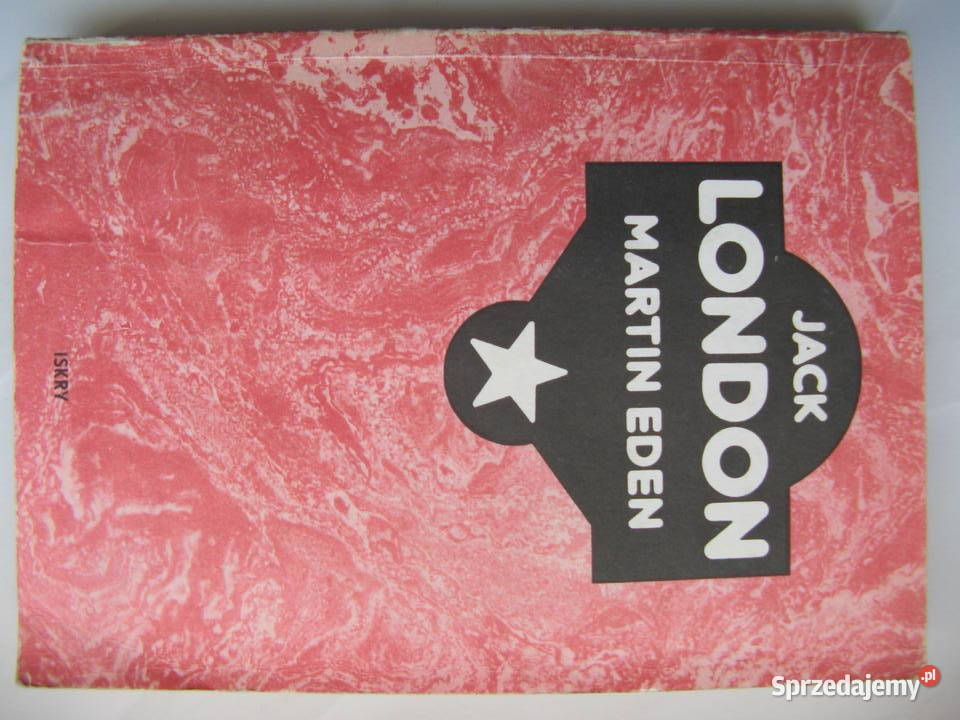 JACK
LONDON
MARTIN EDEN
ISKRY
Sprzedajemy.pl